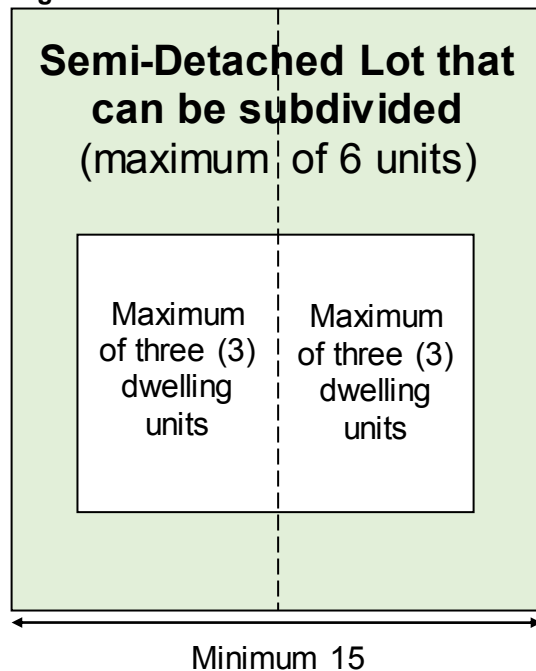 Semi-Detached Lot that
can be subdivided
(maximum of 6 units)
Maximum
of three (3)
dwelling
units
Maximum
of three (3)
dwelling
units
Minimum 15